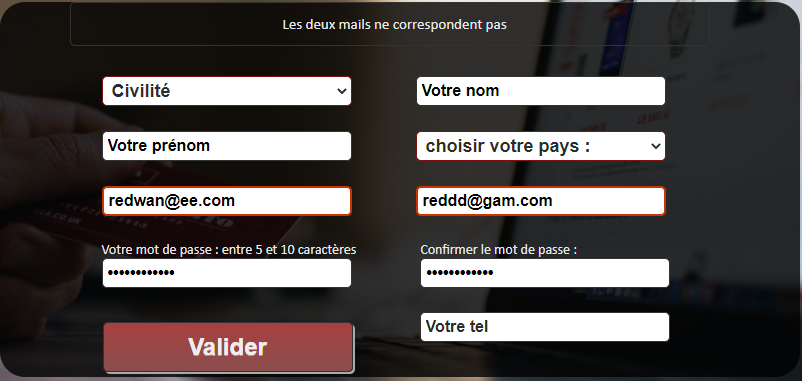 Les deux mails ne correspondent pas
Civilité
Votre nom
Votre prénom
choisir votre pays :
redwan@ee.com
reddd@gam.com
Votre mot de passe : entre 5 et 10 caractères
Confirmer le mot de passe :
••••••••••••
••••••••••••
Votre tel
Valider